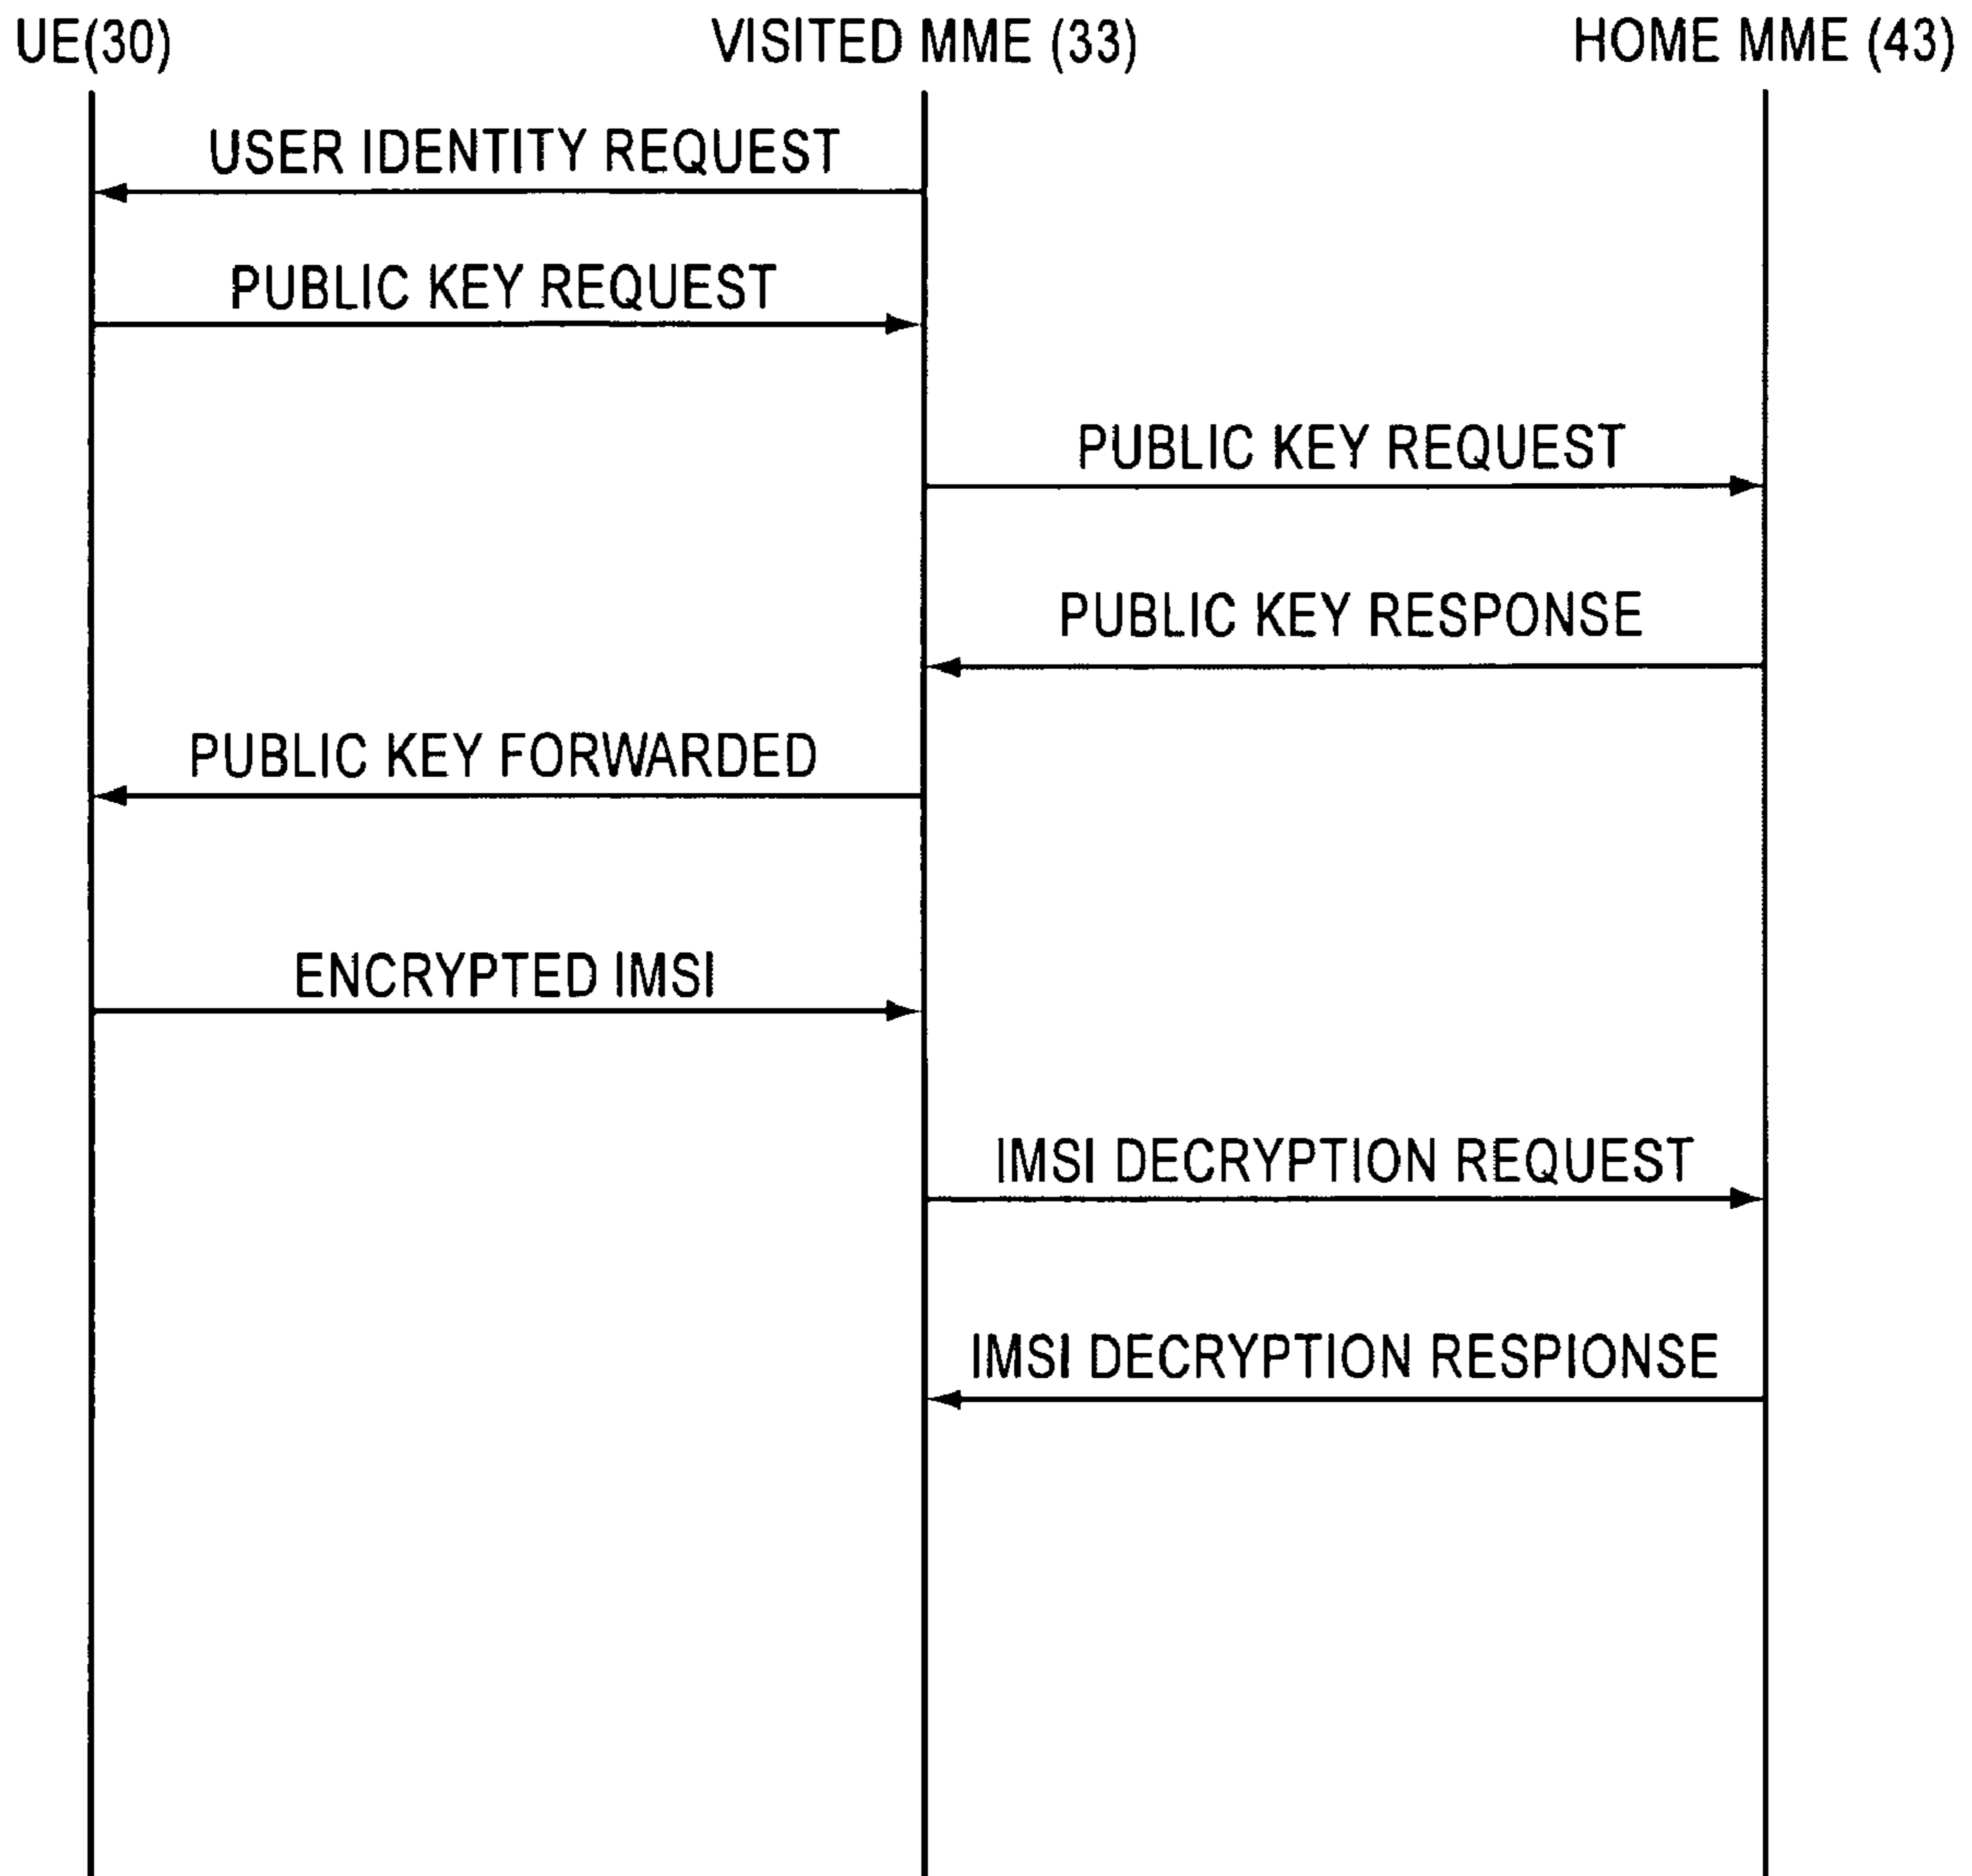 UE(30)
VISITED MME (33)
HOME MME (43)
USER IDENTITY REQUEST
PUBLIC KEY REQUEST
PUBLIC KEY REQUEST
PUBLIC KEY RESPONSE
PUBLIC KEY FORWARDED
ENCRYPTED IMSI
IMSI DECRYPTION REQUEST
IMSI DECRYPTION RESPIONSE